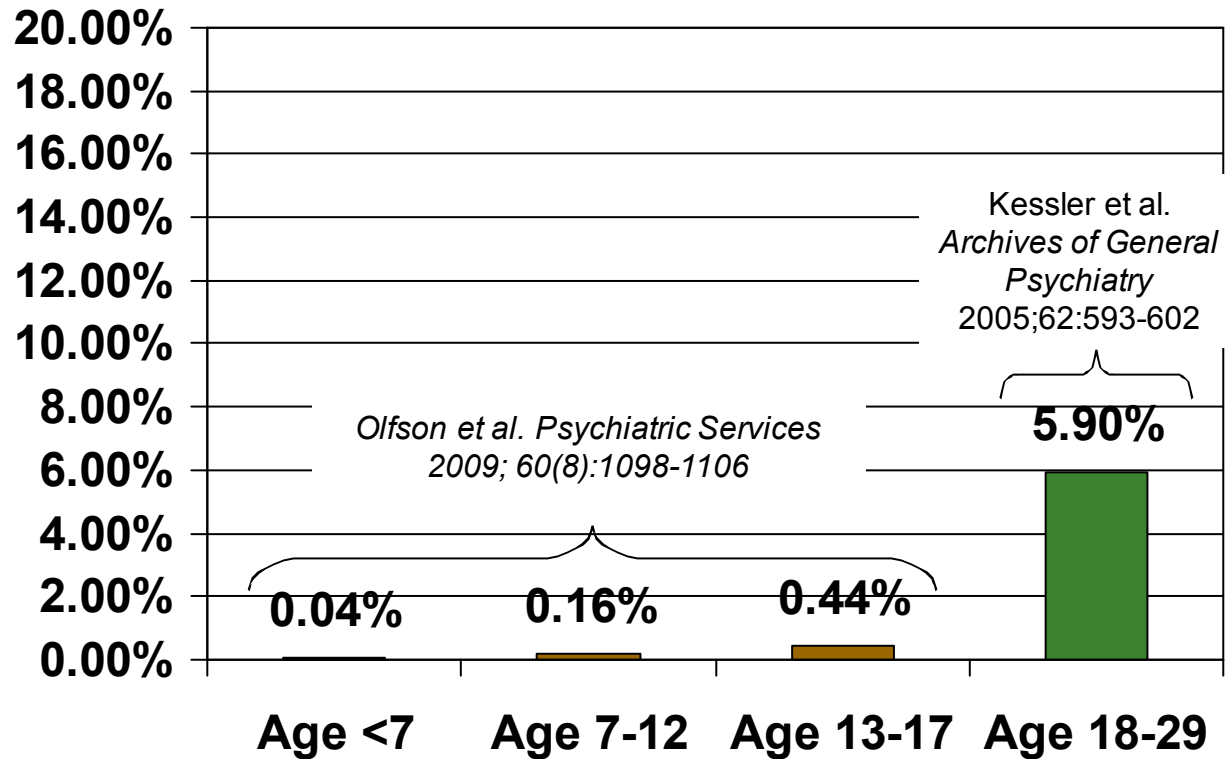 20.00%
18.00%
16.00%
14.00%
12.00%
10.00%
8.00%
6.00%
4.00%
2.00%
0.00%
Kessler et al.
Archives of General
Psychiatry
2005;62:593-602
Olfson et al. Psychiatric Services
2009; 60(8):1098-1106
0.04%
0.16%
0.44%
5.90%
Age <7
Age 7-12
Age 13-17
Age 18-29